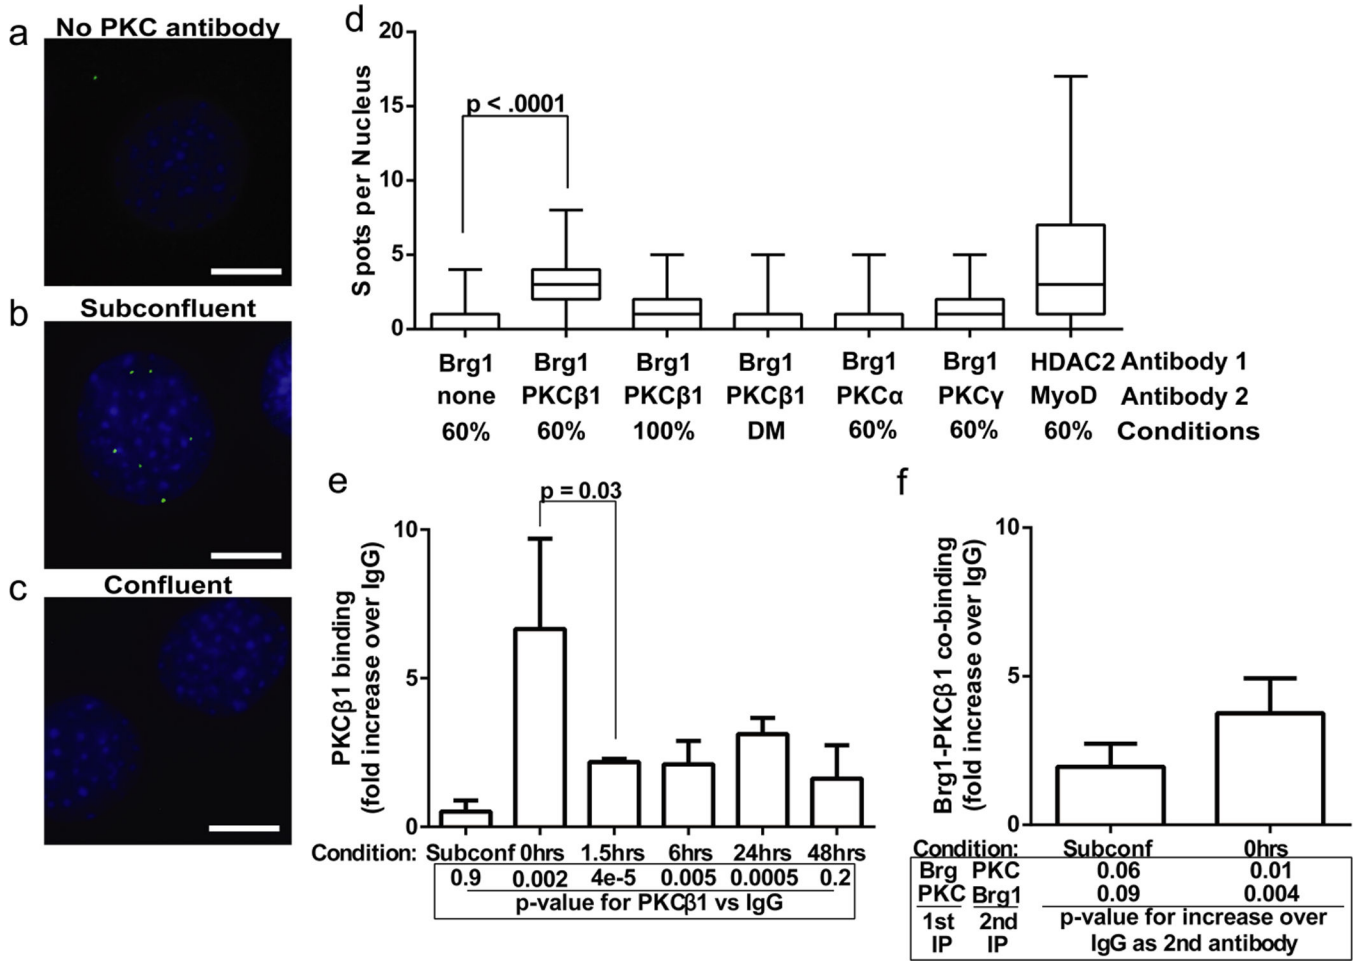 a
No PKC antibody
b
Subconfluent
c
Confluent
d
Spots per Nucleus
20
15
10
5
0
p < .0001
Brg1 Brg1 Brg1 Brg1 Brg1 Brg1 HDAC2 Antibody 1
none PKCβ1 PKCβ1 PKCβ1 PKCα PKCγ MyoD Antibody 2
60% 60% 100% DM 60% 60% 60% Conditions
e
PKCβ1 binding
(fold increase over IgG)
10
5
0
p = 0.03
Condition: Subconf 0hrs 1.5hrs 6hrs 24hrs 48hrs
0.9 0.002 4e-5 0.005 0.0005 0.2
p-value for PKCβ1 vs IgG
f
Brg1-PKCβ1 co-binding
(fold increase over IgG)
10
5
0
Condition: Subconf 0hrs
Brg PKC 0.06 0.01
PKC Brg1 0.09 0.004
1st 2nd p-value for increase over
IP IP IgG as 2nd antibody